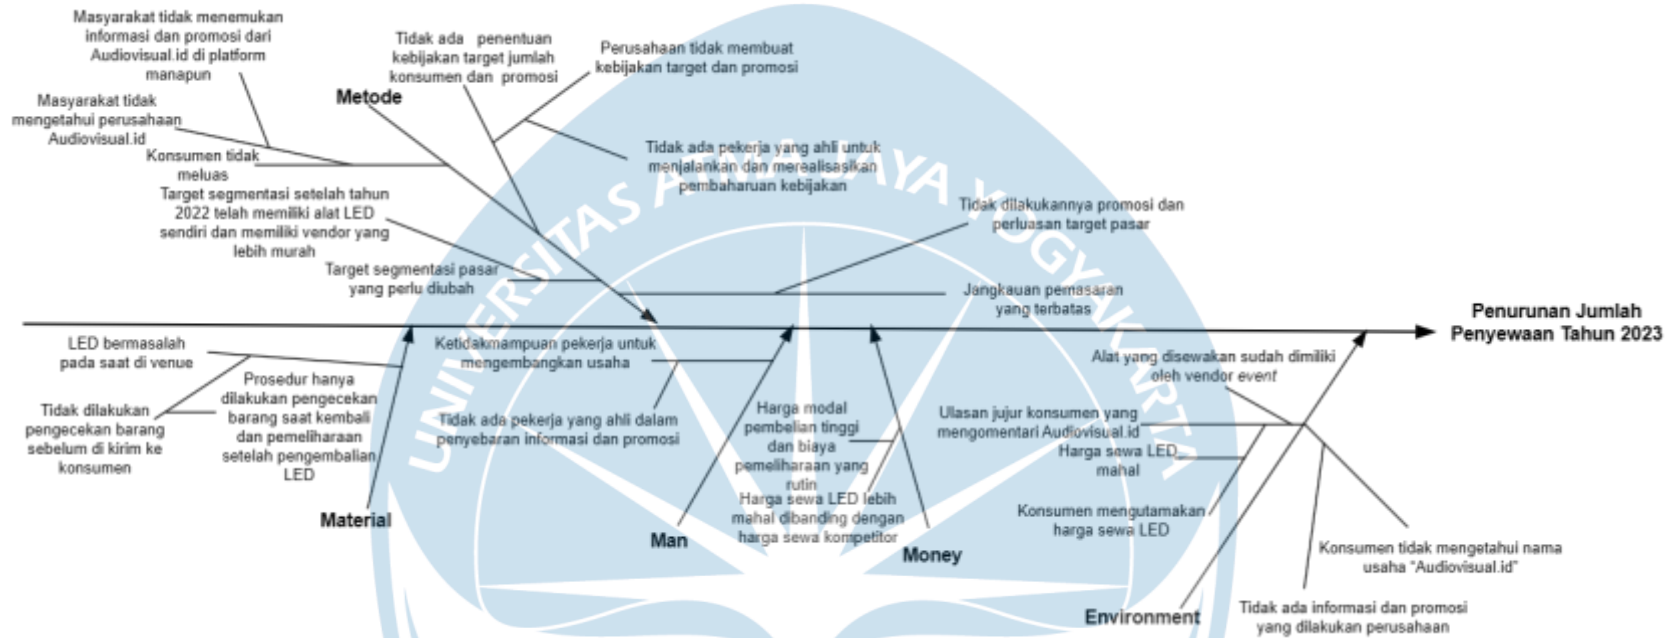 Masyarakat tidak menemukan
informasi dan promosi dari
Audiovisual.id di platform
manapun
Tidak ada penentuan
kebijakan target jumlah
konsumen dan promosi
Perusahaan tidak membuat
kebijakan target dan promosi
Metode
Masyarakat tidak
mengetahui perusahaan
Audiovisual.id
Konsumen tidak
meluas
Tidak ada pekerja yang ahli untuk
menjalankan dan merealisasikan
pembaharuan kebijakan
Target segmentasi setelah tahun
2022 telah memiliki alat LED
sendiri dan memiliki vendor yang
lebih murah
Tidak dilakukannya promosi dan
perluasan target pasar
Target segmentasi pasar
yang perlu diubah
Jangkauan pemasaran
yang terbatas
Penurunan Jumlah
Penyewaan Tahun 2023
LED bermasalah
pada saat di venue
Tidak dilakukan
pengecekan barang
sebelum di kirim ke
konsumen
Prosedur hanya
dilakukan pengecekan
barang saat kembali
dan pemeliharaan
setelah pengembalian
LED
Material
Ketidakmampuan pekerja untuk
mengembangkan usaha
Tidak ada pekerja yang ahli dalam
penyebaran informasi dan promosi
Man
Harga modal
pembelian tinggi
dan biaya
pemeliharaan yang
rutin
Harga sewa LED lebih
mahal dibanding dengan
harga sewa kompetitor
Money
Alat yang disewakan sudah dimiliki
oleh vendor event
Ulasan jujur konsumen yang
mengomentari Audiovisual.id
Harga sewa LED
mahal
Konsumen mengutamakan
harga sewa LED
Konsumen tidak mengetahui nama
usaha “Audiovisual.id”
Tidak ada informasi dan promosi
yang dilakukan perusahaan
Environment
UNIVERSITAS ATMA JAYA YOGYAKARTA